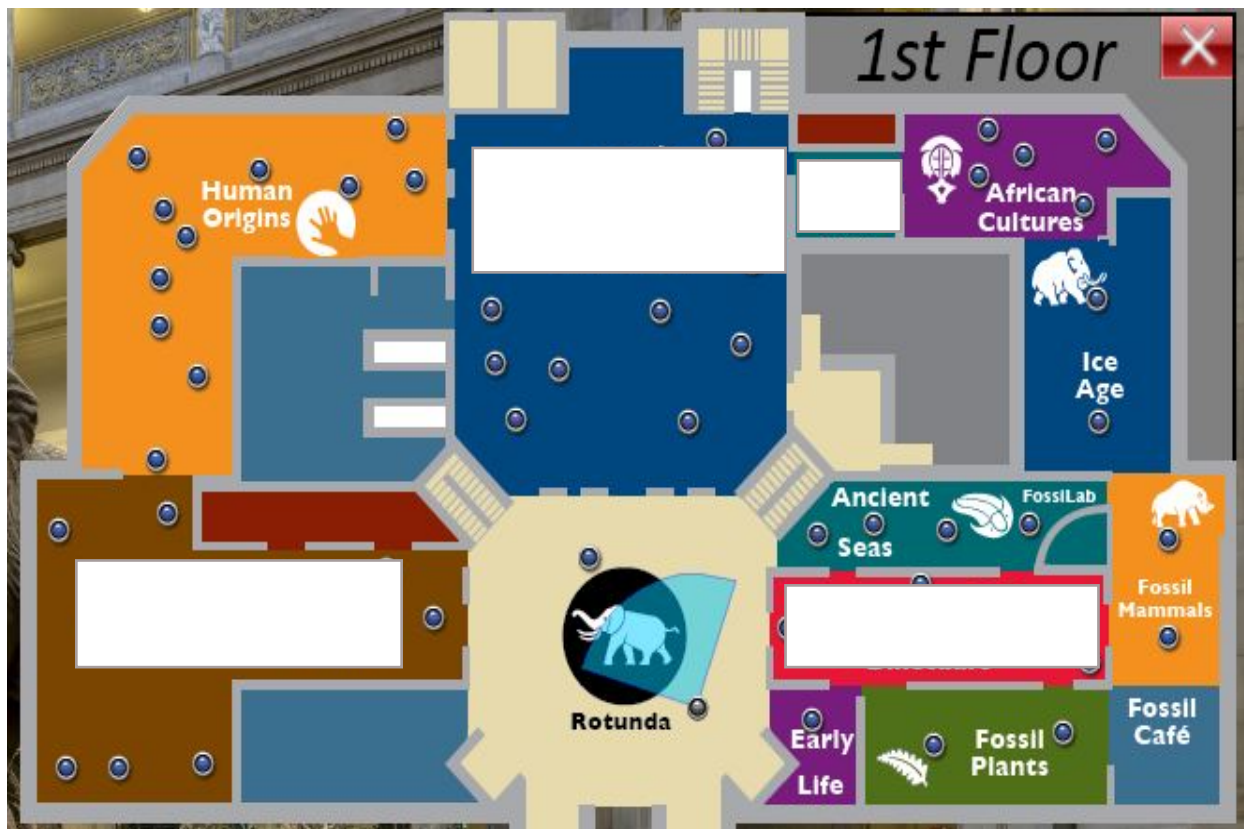 1st Floor
Human
Origins
African
Cultures
Ice
Age
Ancient
Seas
FossiLab
Fossil
Mammals
Rotunda
Early
Life
Fossil
Plants
Fossil
Café